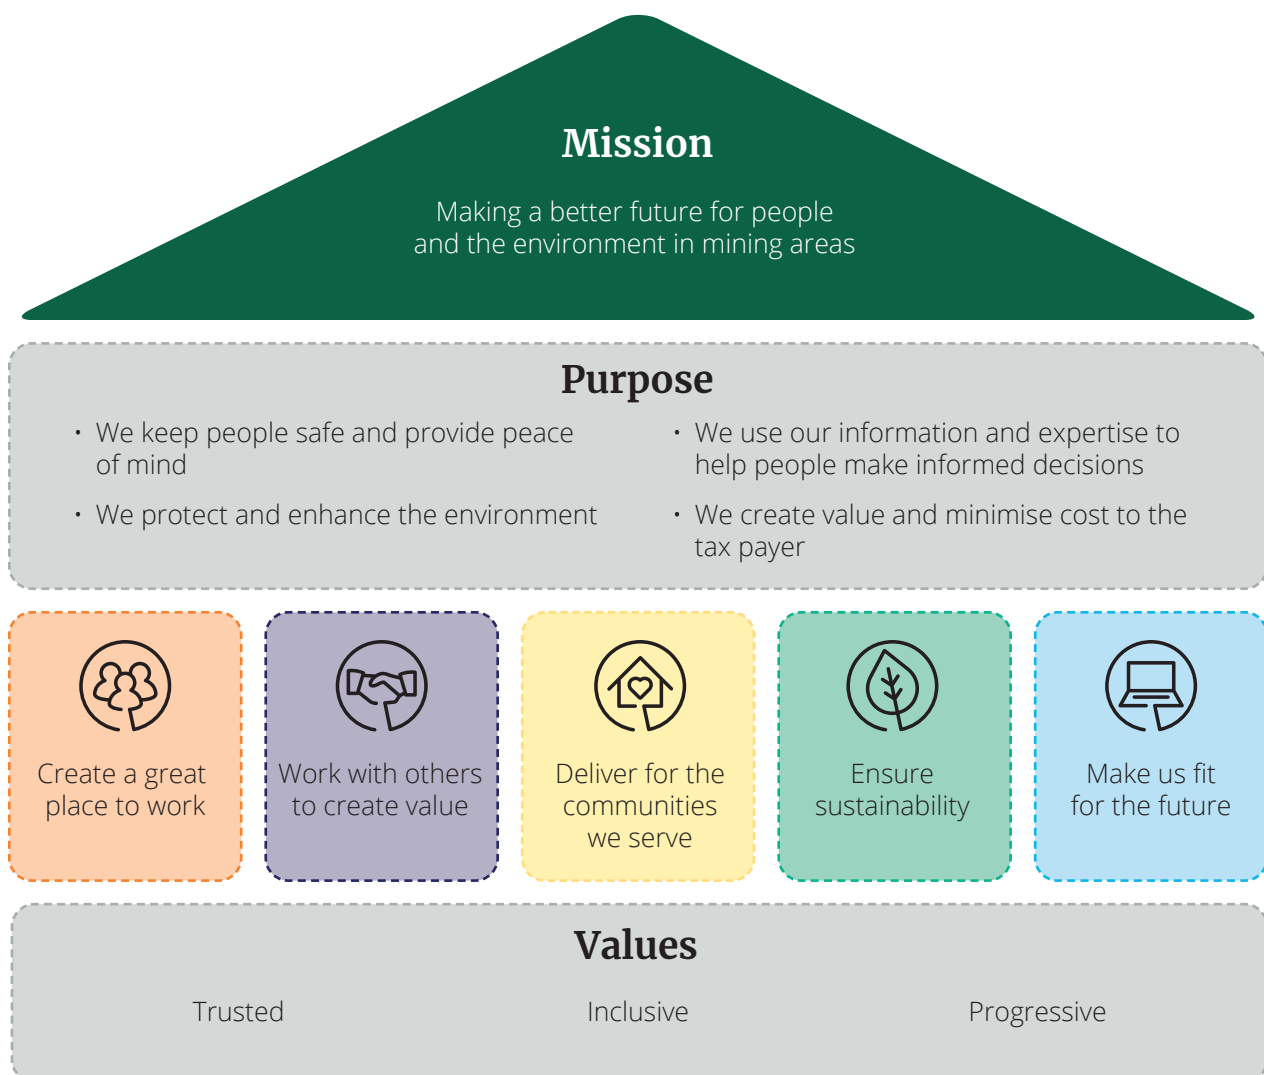 Mission
Making a better future for people
and the environment in mining areas
Purpose
• We keep people safe and provide peace
of mind
• We protect and enhance the environment
• We use our information and expertise to
help people make informed decisions
• We create value and minimise cost to the
tax payer
Create a great
place to work
Work with others
to create value
Deliver for the
communities
we serve
Ensure
sustainability
Make us fit
for the future
Values
Trusted
Inclusive
Progressive